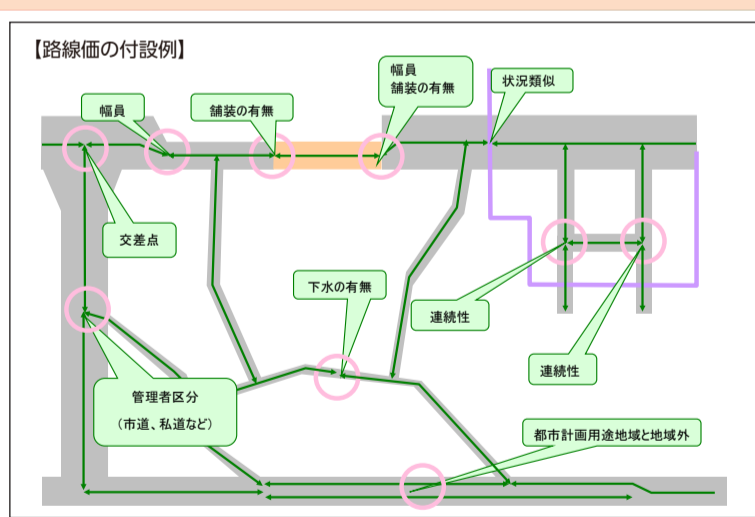 【路線価の付設例】
幅員
舗装の有無
幅員
舗装の有無
状況類似
交差点
下水の有無
連続性
連続性
管理者区分
（市道、私道など）
都市計画用途地域と地域外